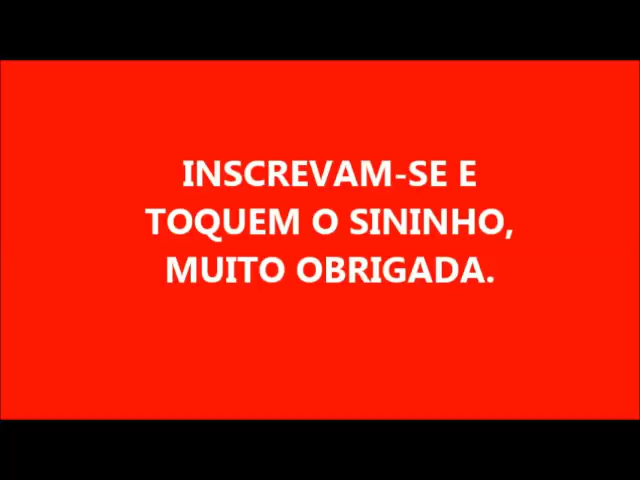 INSCREVAM-SE E
TOQUEM O SININHO,
MUITO OBRIGADA.